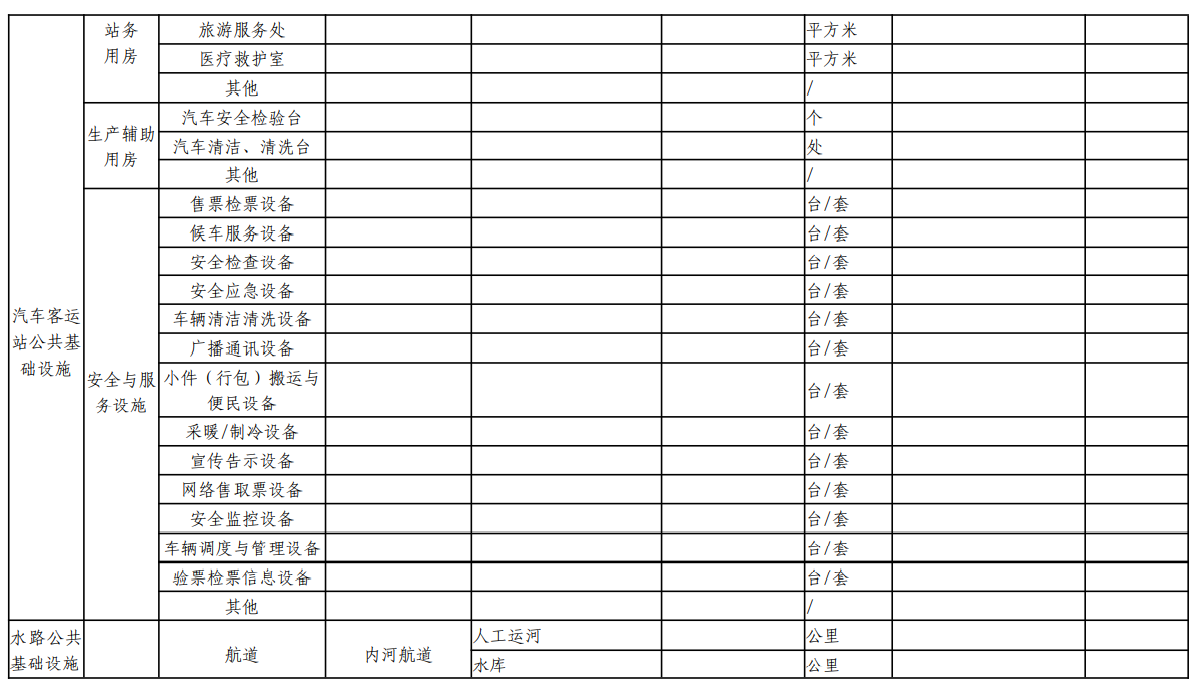 站务
用房
旅游服务处
平方米
医疗救护室
平方米
其他
/
生产辅助
用房
汽车安全检验台
个
汽车清洁、清洗台
处
其他
/
汽车客运
站公共基
础设施
安全与服
务设施
售票检票设备
台/套
候车服务设备
台/套
安全检查设备
台/套
安全应急设备
台/套
车辆清洁清洗设备
台/套
广播通讯设备
台/套
小件（行包）搬运与
便民设备
台/套
采暖/制冷设备
台/套
宣传告示设备
台/套
网络售取票设备
台/套
安全监控设备
台/套
车辆调度与管理设备
台/套
验票检票信息设备
台/套
其他
/
水路公共
基础设施
航道
内河航道
人工运河
公里
水库
公里